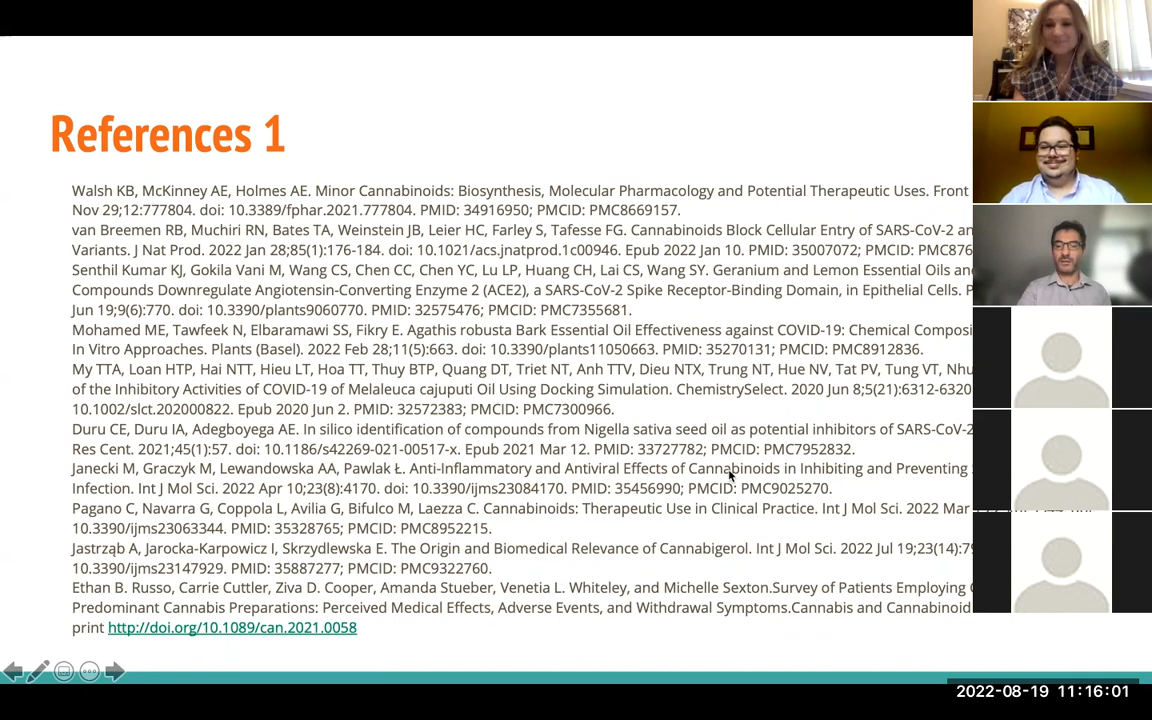 References 1
Walsh KB, McKinney AE, Holmes AE. Minor Cannabinoids: Biosynthesis, Molecular Pharmacology and Potential Therapeutic Uses. Front
Nov 29;12:777804. doi: 10.3389/fphar.2021.777804. PMID: 34916950; PMCID: PMC8669157.
van Breemen RB, Muchiri RN, Bates TA, Weinstein JB, Leier HC, Farley S, Tafesse FG. Cannabinoids Block Cellular Entry of SARS-CoV-2 an
Variants. J Nat Prod. 2022 Jan 28;85(1):176-184. doi: 10.1021/acs.jnatprod.1c00946. Epub 2022 Jan 10. PMID: 35007072; PMCID: PMC876
Senthil Kumar KJ, Gokila Vani M, Wang CS, Chen CC, Chen YC, Lu LP, Huang CH, Lai CS, Wang SY. Geranium and Lemon Essential Oils and
Compounds Downregulate Angiotensin-Converting Enzyme 2 (ACE2), a SARS-CoV-2 Spike Receptor-Binding Domain, in Epithelial Cells. P
Jun 19;9(6):770. doi: 10.3390/plants9060770. PMID: 32575476; PMCID: PMC7355681.
Mohamed ME, Tawfeek N, Elbaramawi SS, Fikry E. Agathis robusta Bark Essential Oil Effectiveness against COVID-19: Chemical Composi
In Vitro Approaches. Plants (Basel). 2022 Feb 28;11(5):663. doi: 10.3390/plants11050663. PMID: 35270131; PMCID: PMC8912836.
My TTA, Loan HTP, Hai NTT, Hieu LT, Hoa TT, Thuy BTP, Quang DT, Triet NT, Anh TTV, Dieu NTX, Trung NT, Hue NV, Tat PV, Tung VT, Nhu
of the Inhibitory Activities of COVID-19 of Melaleuca cajuputi Oil Using Docking Simulation. ChemistrySelect. 2020 Jun 8;5(21):6312-6320
10.1002/slct.202000822. Epub 2020 Jun 2. PMID: 32572383; PMCID: PMC7300966.
Duru CE, Duru IA, Adegboyega AE. In silico identification of compounds from Nigella sativa seed oil as potential inhibitors of SARS-CoV-2
Res Cent. 2021;45(1):57. doi: 10.1186/s42269-021-00517-x. Epub 2021 Mar 12. PMID: 33727782; PMCID: PMC7952832.
Janecki M, Graczyk M, Lewandowska AA, Pawlak Ł. Anti-Inflammatory and Antiviral Effects of Cannabinoids in Inhibiting and Preventing
Infection. Int J Mol Sci. 2022 Apr 10;23(8):4170. doi: 10.3390/ijms23084170. PMID: 35456990; PMCID: PMC9025270.
Pagano C, Navarra G, Coppola L, Avilia G, Bifulco M, Laezza C. Cannabinoids: Therapeutic Use in Clinical Practice. Int J Mol Sci. 2022 Mar
10.3390/ijms23063344. PMID: 35328765; PMCID: PMC8952215.
Jastrząb A, Jarocka-Karpowicz I, Skrzydlewska E. The Origin and Biomedical Relevance of Cannabigerol. Int J Mol Sci. 2022 Jul 19;23(14):79
10.3390/ijms23147929. PMID: 35887277; PMCID: PMC9322760.
Ethan B. Russo, Carrie Cuttler, Ziva D. Cooper, Amanda Stueber, Venetia L. Whiteley, and Michelle Sexton.Survey of Patients Employing
Predominant Cannabis Preparations: Perceived Medical Effects, Adverse Events, and Withdrawal Symptoms.Cannabis and Cannabinoid
print http://doi.org/10.1089/can.2021.0058
2022-08-19 11:16:01